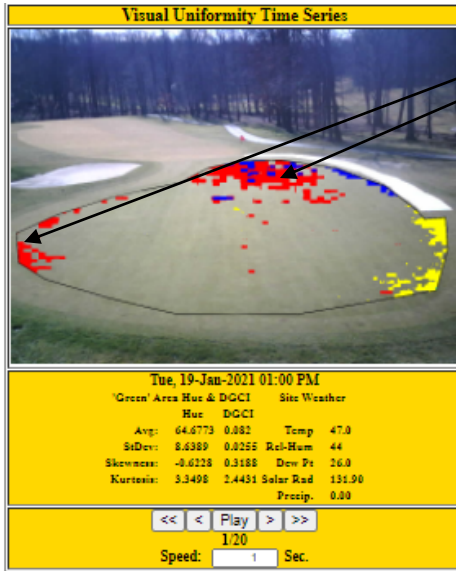 Visual Uniformity Time Series
Tue, 19-Jan-2021 01:00 PM
'Green' Area Hue & DGCI Site Weather
Hue DGCI
Avg: 64.6773 0.082 Temp 47.0
StDev: 8.6389 0.0255 Rel-Hum 44
Skewness: -0.6228 0.3188 Dew Pt 26.0
Kurtosis: 3.3498 2.4431 Solar Rad 131.90
Precip. 0.00
<< < Play > >>
1/20
Speed: 1 Sec.